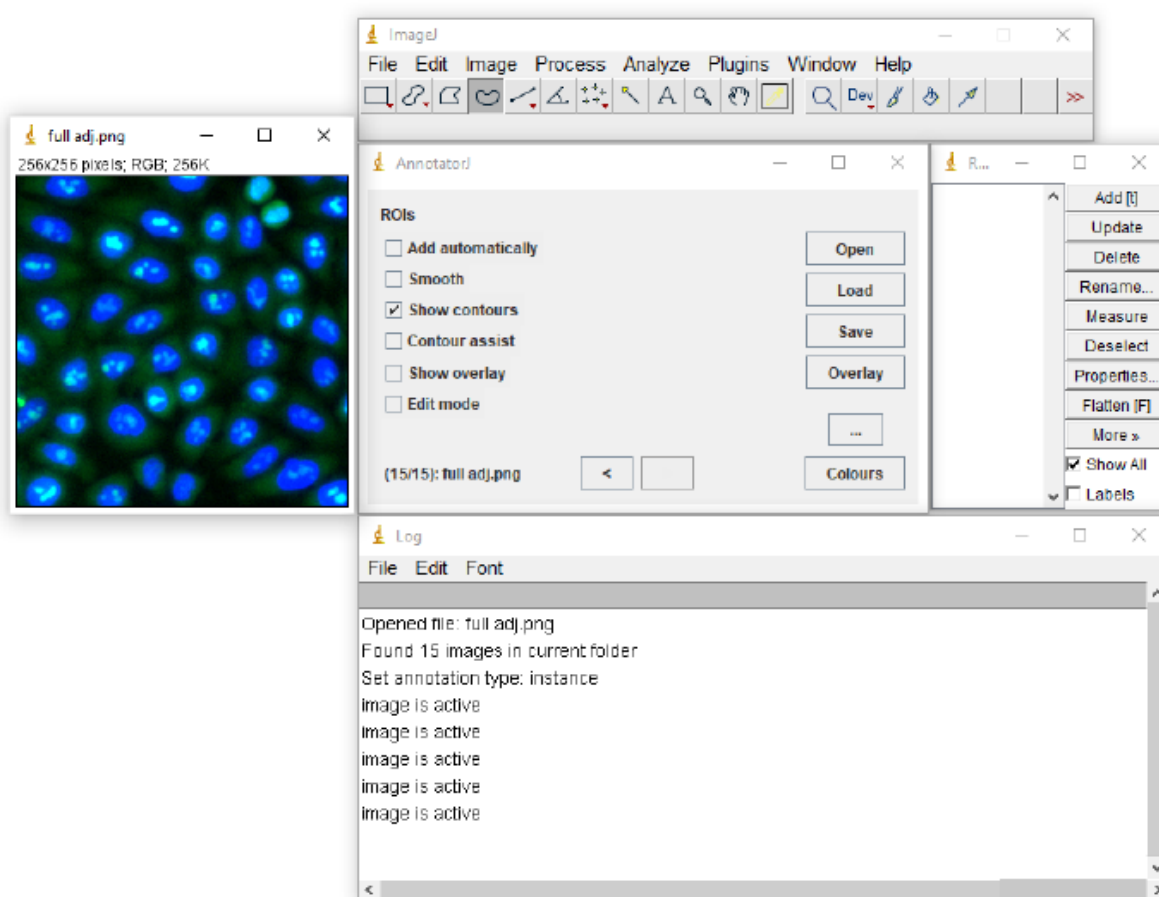 ImageJ
File Edit Image Process Analyze Plugins Window Help
Dev
full adj.png
256x256 pixels; RGB; 256K
AnnotatorJ
ROIs
Add automatically
Smooth
Show contours
Contour assist
Show overlay
Edit mode
(15/15): full adj.png
<
Open
Load
Save
Overlay
...
Colours
R...
Add [t]
Update
Delete
Rename...
Measure
Deselect
Properties...
Flatten [F]
More »
Show All
Labels
Log
File Edit Font
Opened file: full adj.png
Found 15 images in current folder
Set annotation type: instance
image is active
image is active
image is active
image is active
image is active